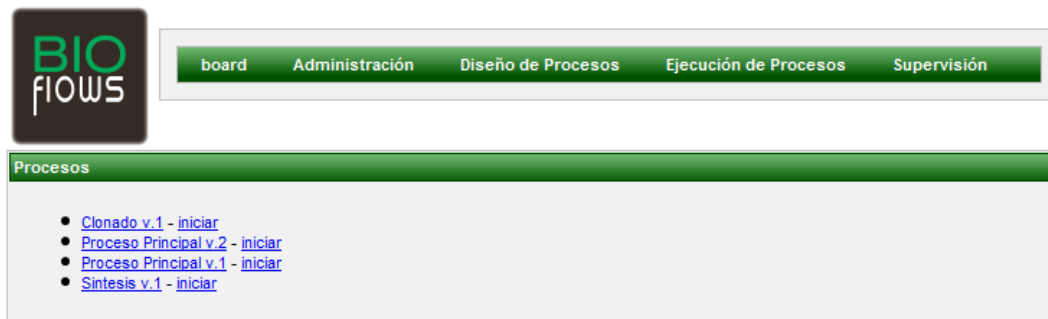 BIO
flows
board Administración Diseño de Procesos Ejecución de Procesos Supervisión
Procesos
Clonado v.1 - iniciar
Proceso Principal v.2 - iniciar
Proceso Principal v.1 - iniciar
Sintesis v.1 - iniciar